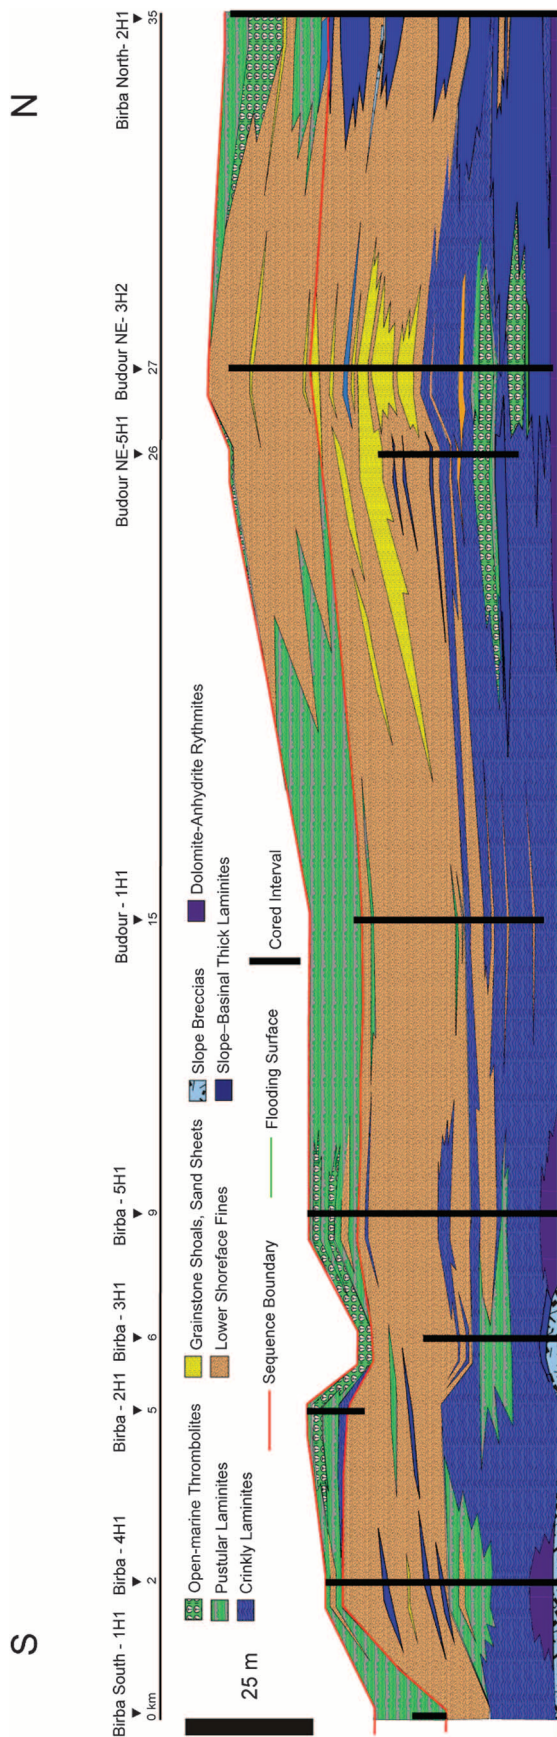 S
N
Birba South - 1H1
Birba - 4H1
Birba - 2H1
Birba - 3H1
Birba - 5H1
Budour - 1H1
Budour NE-5H1
Budour NE- 3H2
Birba North- 2H1
0 km
2
5
6
9
15
26
27
35
25 m
Open-marine Thrombolites
Pustular Laminites
Crinkly Laminites
Grainstone Shoals, Sand Sheets
Lower Shoreface Fines
Slope Breccias
Slope–Basinal Thick Laminites
Dolomite-Anhydrite Rythmites
Sequence Boundary
Flooding Surface
Cored Interval